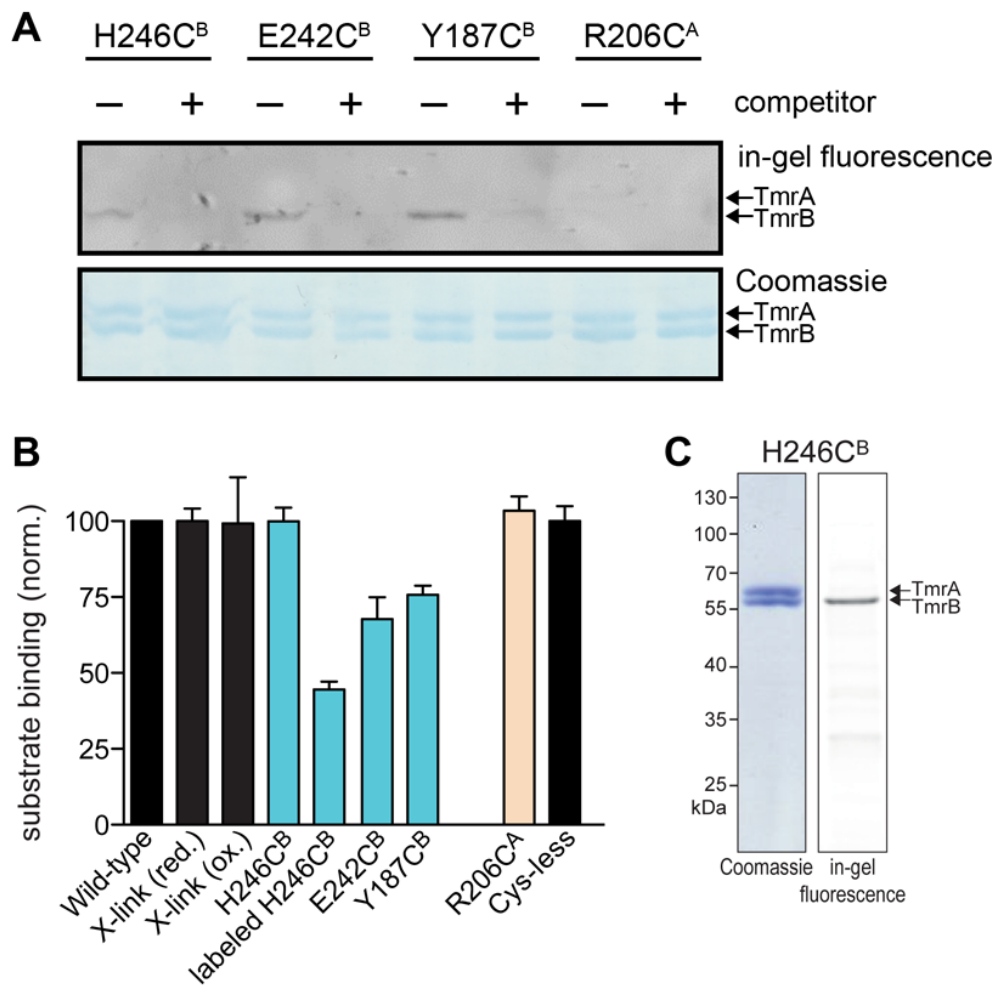 A
H246Cᴮ E242Cᴮ Y187Cᴮ R206Cᴬ
– + – + – + – + competitor
in-gel fluorescence
TmrA
TmrB
Coomassie
TmrA
TmrB
B
substrate binding (norm.)
100
75
50
25
0
Wild-type
X-link (red.)
X-link (ox.)
H246Cᴮ
labeled H246Cᴮ
E242Cᴮ
Y187Cᴮ
R206Cᴬ
Cys-less
C
H246Cᴮ
130
100
70
55
40
35
25
kDa
TmrA
TmrB
Coomassie
in-gel
fluorescence